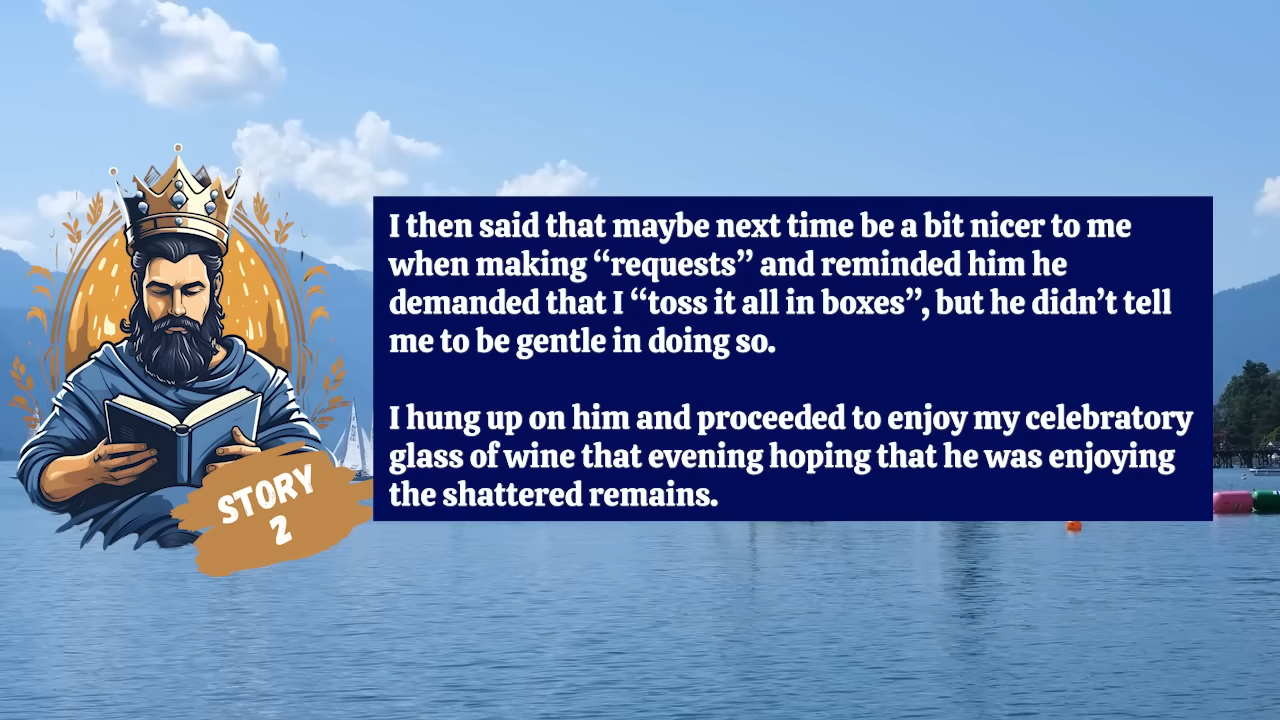 I then said that maybe next time be a bit nicer to me
when making “requests” and reminded him he
demanded that I “toss it all in boxes”, but he didn’t tell
me to be gentle in doing so.
I hung up on him and proceeded to enjoy my celebratory
glass of wine that evening hoping that he was enjoying
the shattered remains.
STORY
2